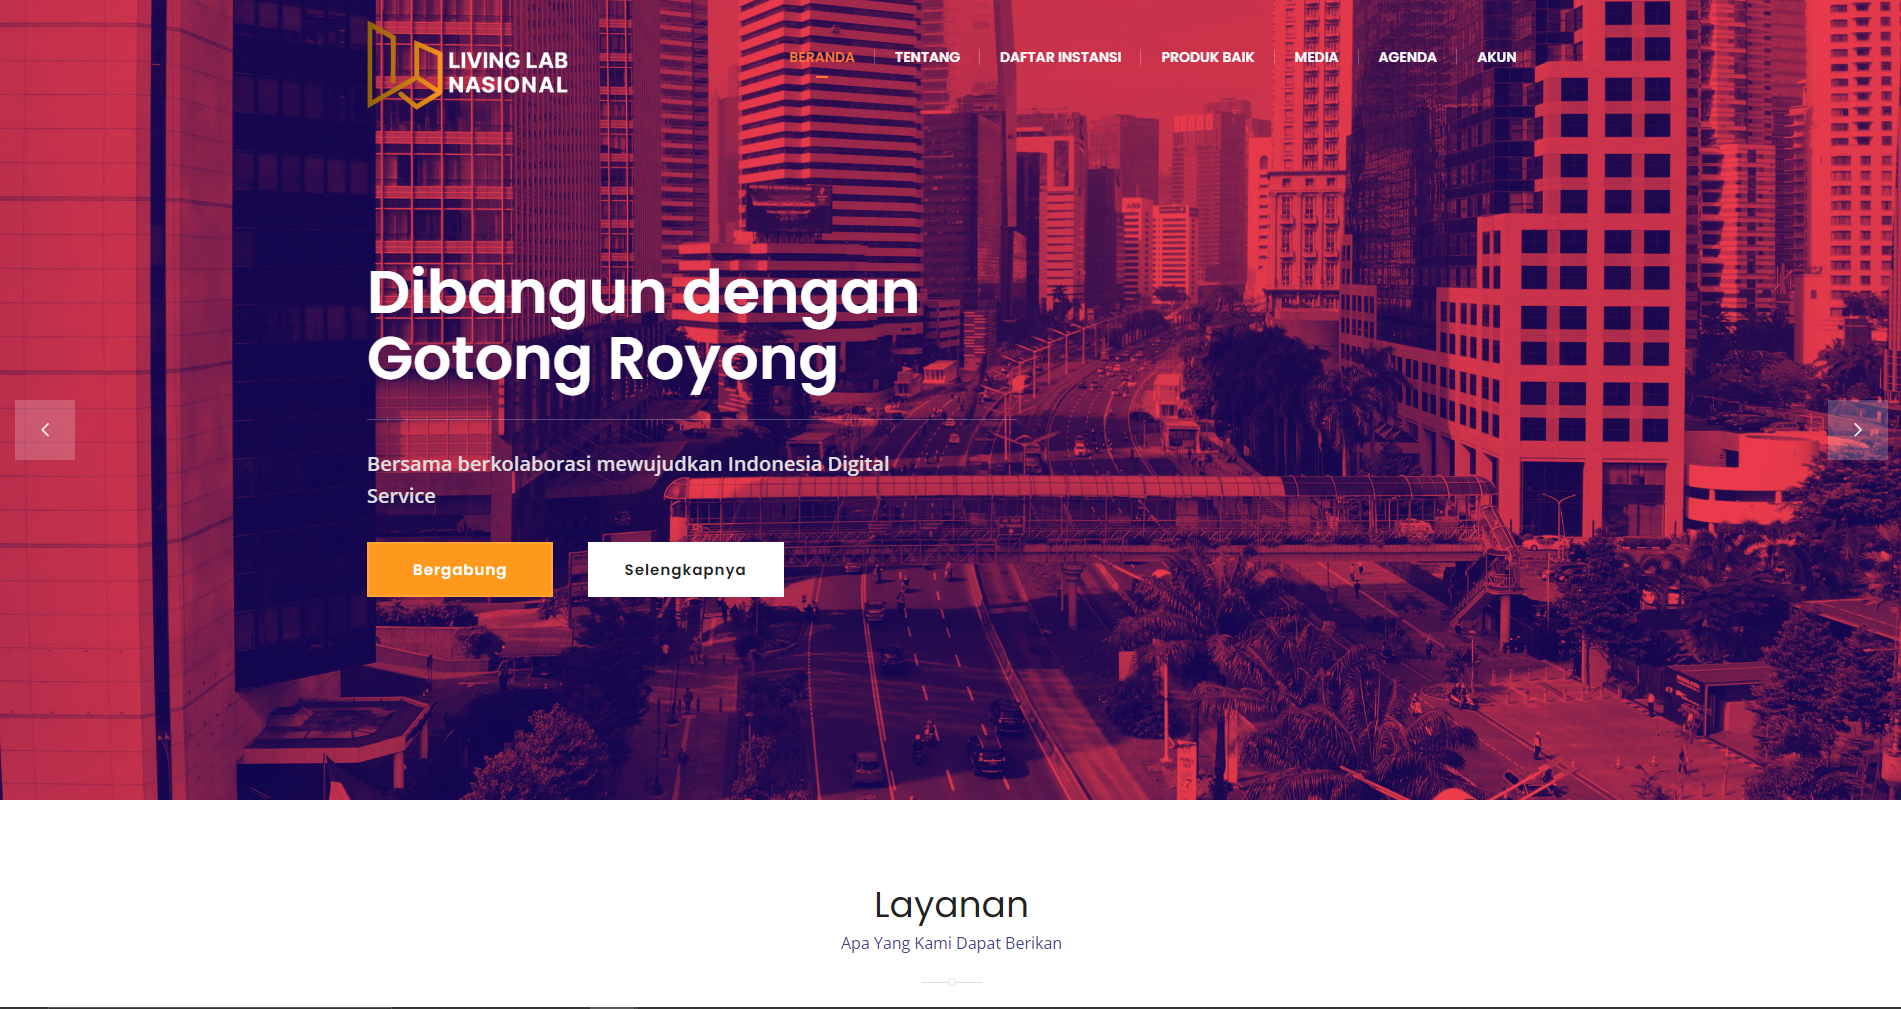 LIVING LAB
NASIONAL
BERANDA
TENTANG
DAFTAR INSTANSI
PRODUK BAIK
MEDIA
AGENDA
AKUN
Dibangun dengan
Gotong Royong
Bersama berkolaborasi mewujudkan Indonesia Digital
Service
Bergabung
Selengkapnya
Layanan
Apa Yang Kami Dapat Berikan